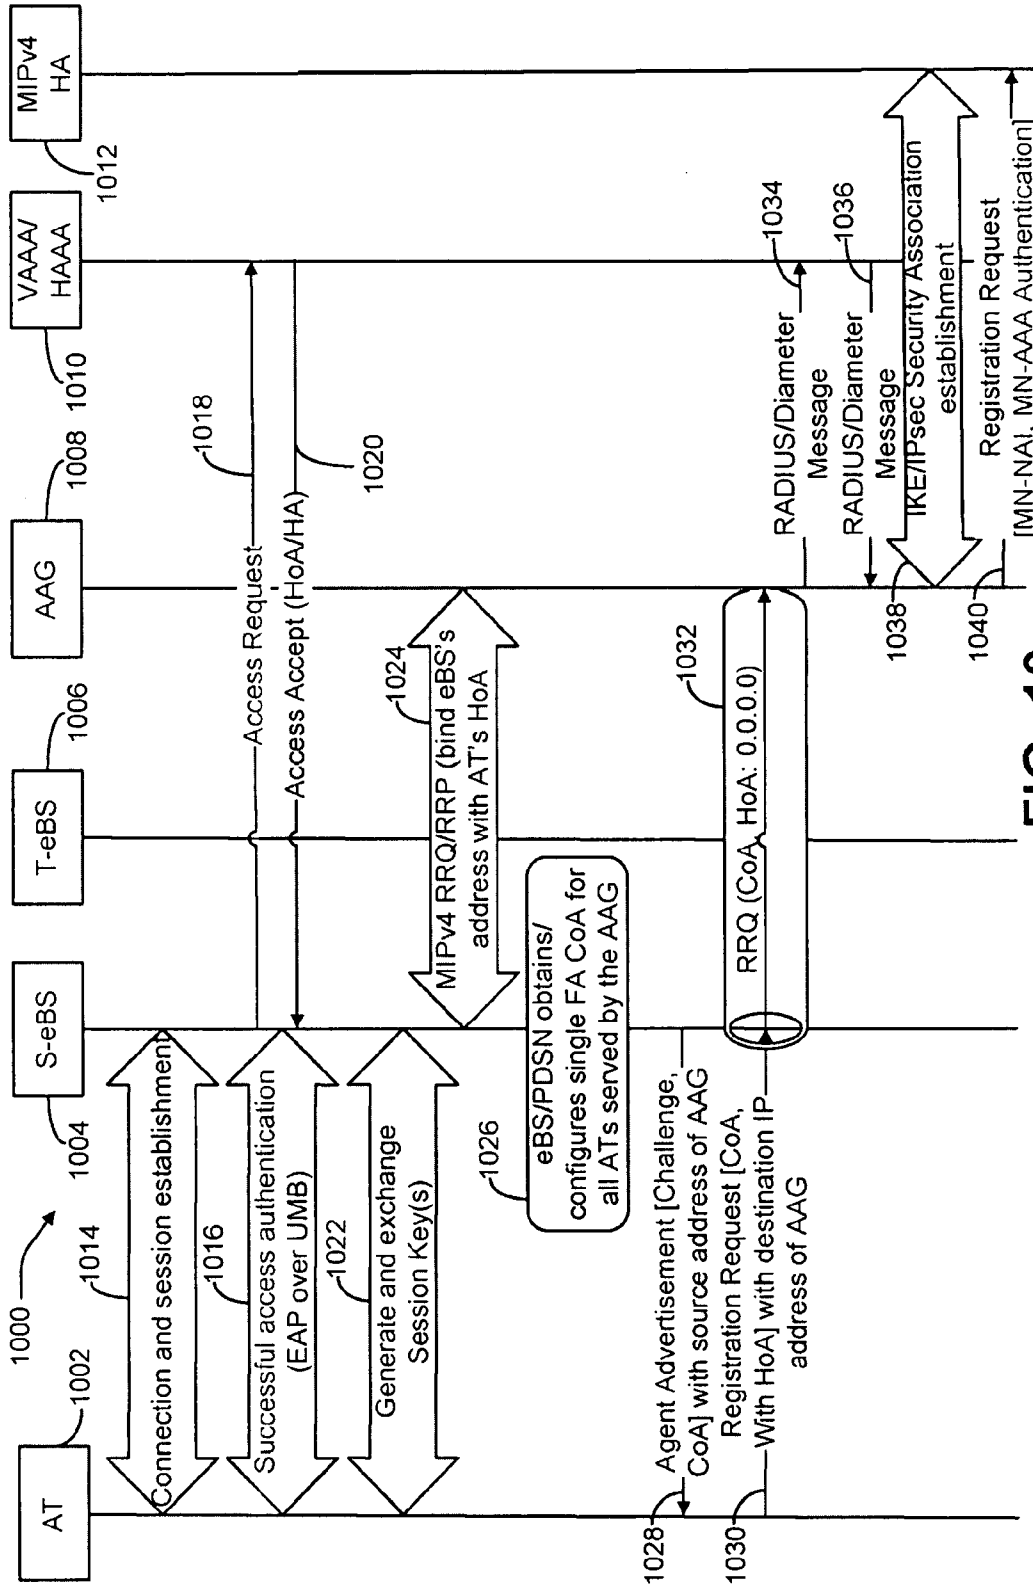 1000
AT
1002
S-eBS
1004
T-eBS
1006
AAG
1008
VAAA/
HAAA
1010
MIPv4
HA
1012
1014
Connection and session establishment
1016
Successful access authentication
(EAP over UMB)
Access Request
1018
Access Accept (HoA/HA)
1020
1022
Generate and exchange
Session Key(s)
MIPv4 RRQ/RRP (bind eBS's
address with AT's HoA
1024
1026
eBS/PDSN obtains/
configures single FA CoA for
all ATs served by the AAG
1028
Agent Advertisement [Challenge,
CoA] with source address of AAG
1030
Registration Request [CoA,
With HoA] with destination IP
address of AAG
RRQ (CoA, HoA: 0.0.0.0)
1032
RADIUS/Diameter
Message
1034
RADIUS/Diameter
Message
1036
1038
IKE/IPsec Security Association
establishment
1040
Registration Request
[MN-NAI, MN-AAA Authentication]